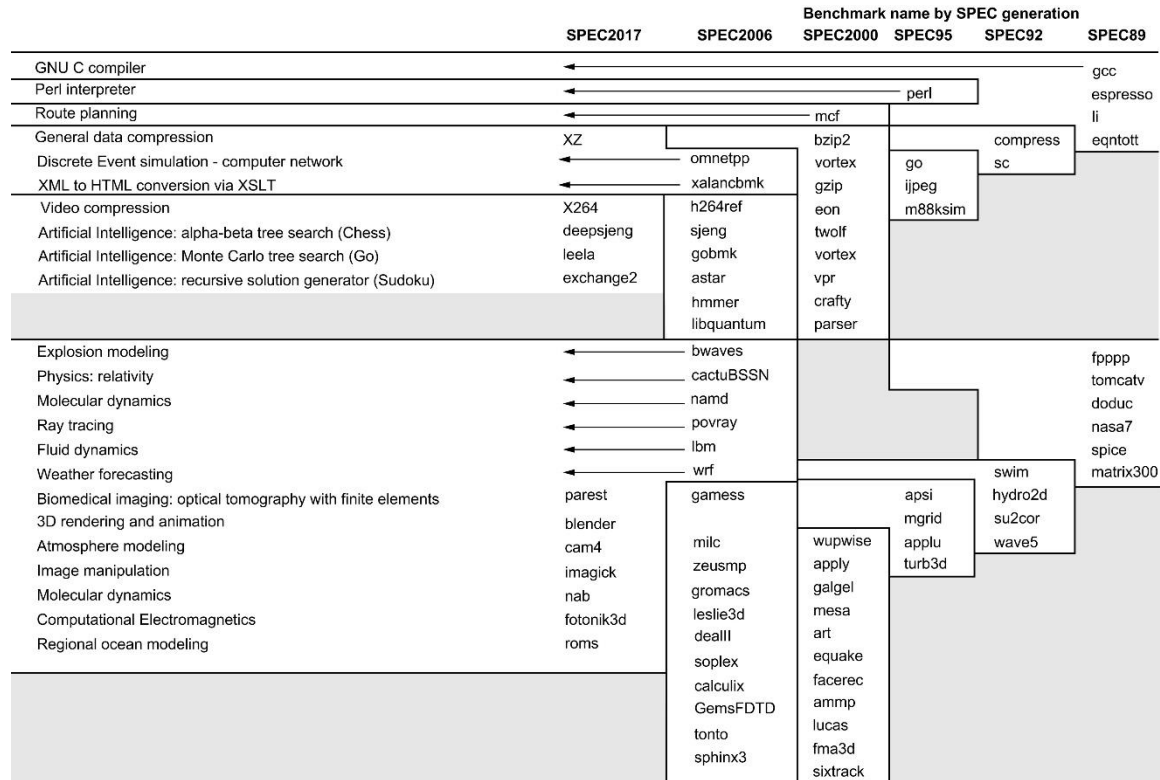 Benchmark name by SPEC generation
SPEC2017 SPEC2006 SPEC2000 SPEC95 SPEC92 SPEC89
GNU C compiler gcc
Perl interpreter perl espresso
Route planning mcf li
General data compression XZ bzip2 compress eqntott
Discrete Event simulation - computer network omnetpp vortex go sc
XML to HTML conversion via XSLT xalancbmk gzip ijpeg
Video compression X264 h264ref eon m88ksim
Artificial Intelligence: alpha-beta tree search (Chess) deepsjeng sjeng twolf
Artificial Intelligence: Monte Carlo tree search (Go) leela gobmk vortex
Artificial Intelligence: recursive solution generator (Sudoku) exchange2 astar vpr
hmmer crafty
libquantum parser
Explosion modeling bwaves fpppp
Physics: relativity cactuBSSN tomcatv
Molecular dynamics namd doduc
Ray tracing povray nasa7
Fluid dynamics lbm spice
Weather forecasting wrf swim matrix300
Biomedical imaging: optical tomography with finite elements parest gamess apsi hydro2d
3D rendering and animation blender mgrid su2cor
Atmosphere modeling cam4 milc wupwise applu wave5
Image manipulation imagick zeusmp apply turb3d
Molecular dynamics nab gromacs galgel
Computational Electromagnetics fotonik3d leslie3d mesa
Regional ocean modeling roms dealII art
soplex equake
calculix facerec
GemsFDTD ammp
tonto lucas
sphinx3 fma3d
sixtrack